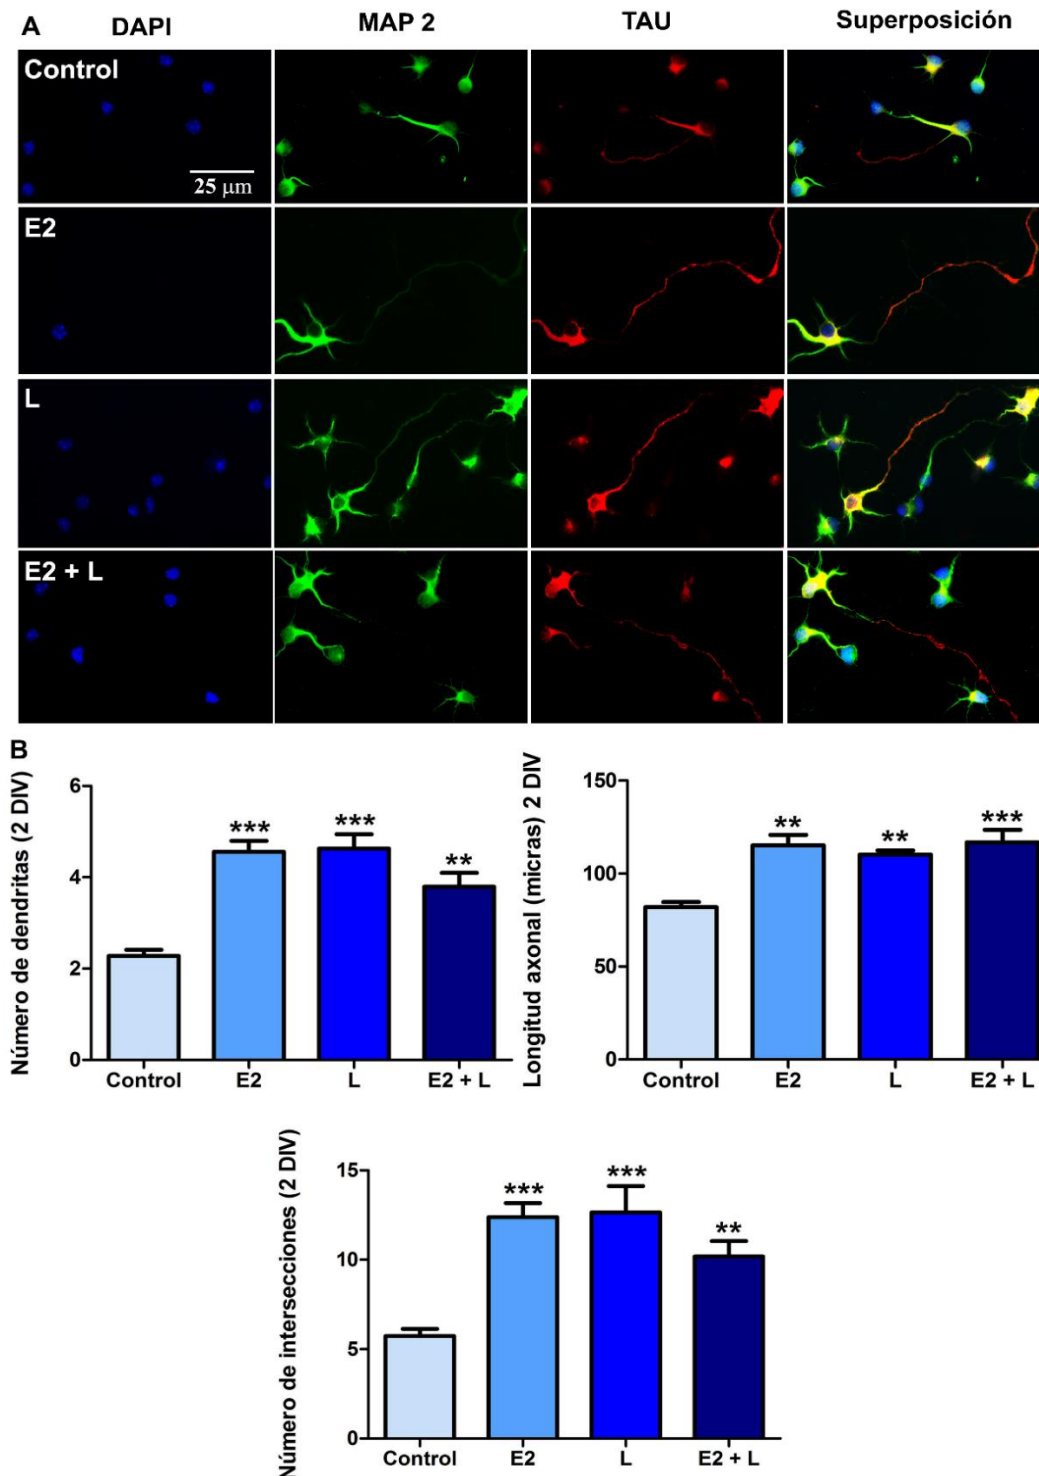 A
DAPI
MAP 2
TAU
Superposición
Control
25 µm
E2
L
E2 + L
B
Número de dendritas (2 DIV)
6
4
2
0
***
***
**
Control
E2
L
E2 + L
Longitud axonal (micras) 2 DIV
150
100
50
0
**
**
***
Control
E2
L
E2 + L
Número de intersecciones (2 DIV)
15
10
5
0
***
***
**
Control
E2
L
E2 + L